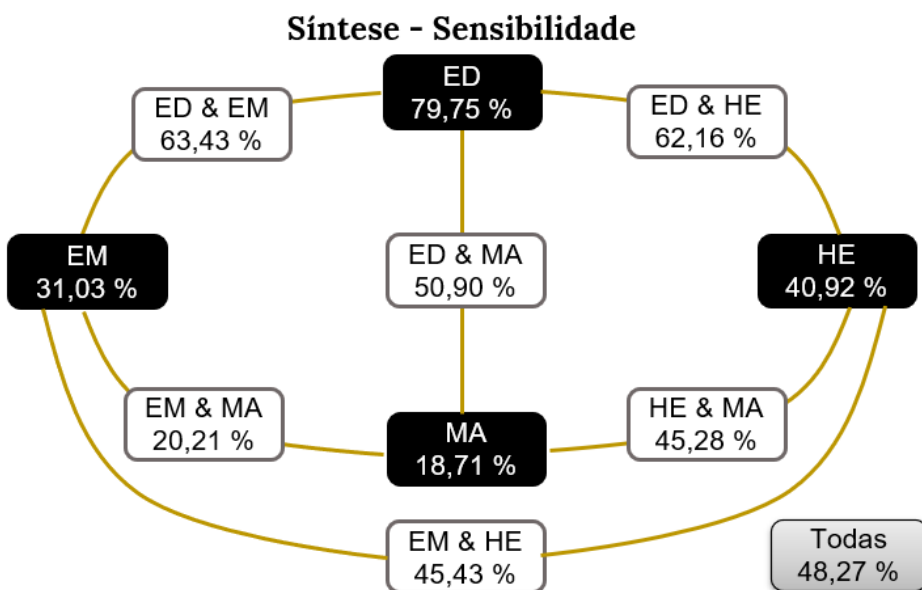 Síntese - Sensibilidade
ED
79,75 %
ED & EM
63,43 %
ED & HE
62,16 %
EM
31,03 %
ED & MA
50,90 %
HE
40,92 %
EM & MA
20,21 %
MA
18,71 %
HE & MA
45,28 %
EM & HE
45,43 %
Todas
48,27 %